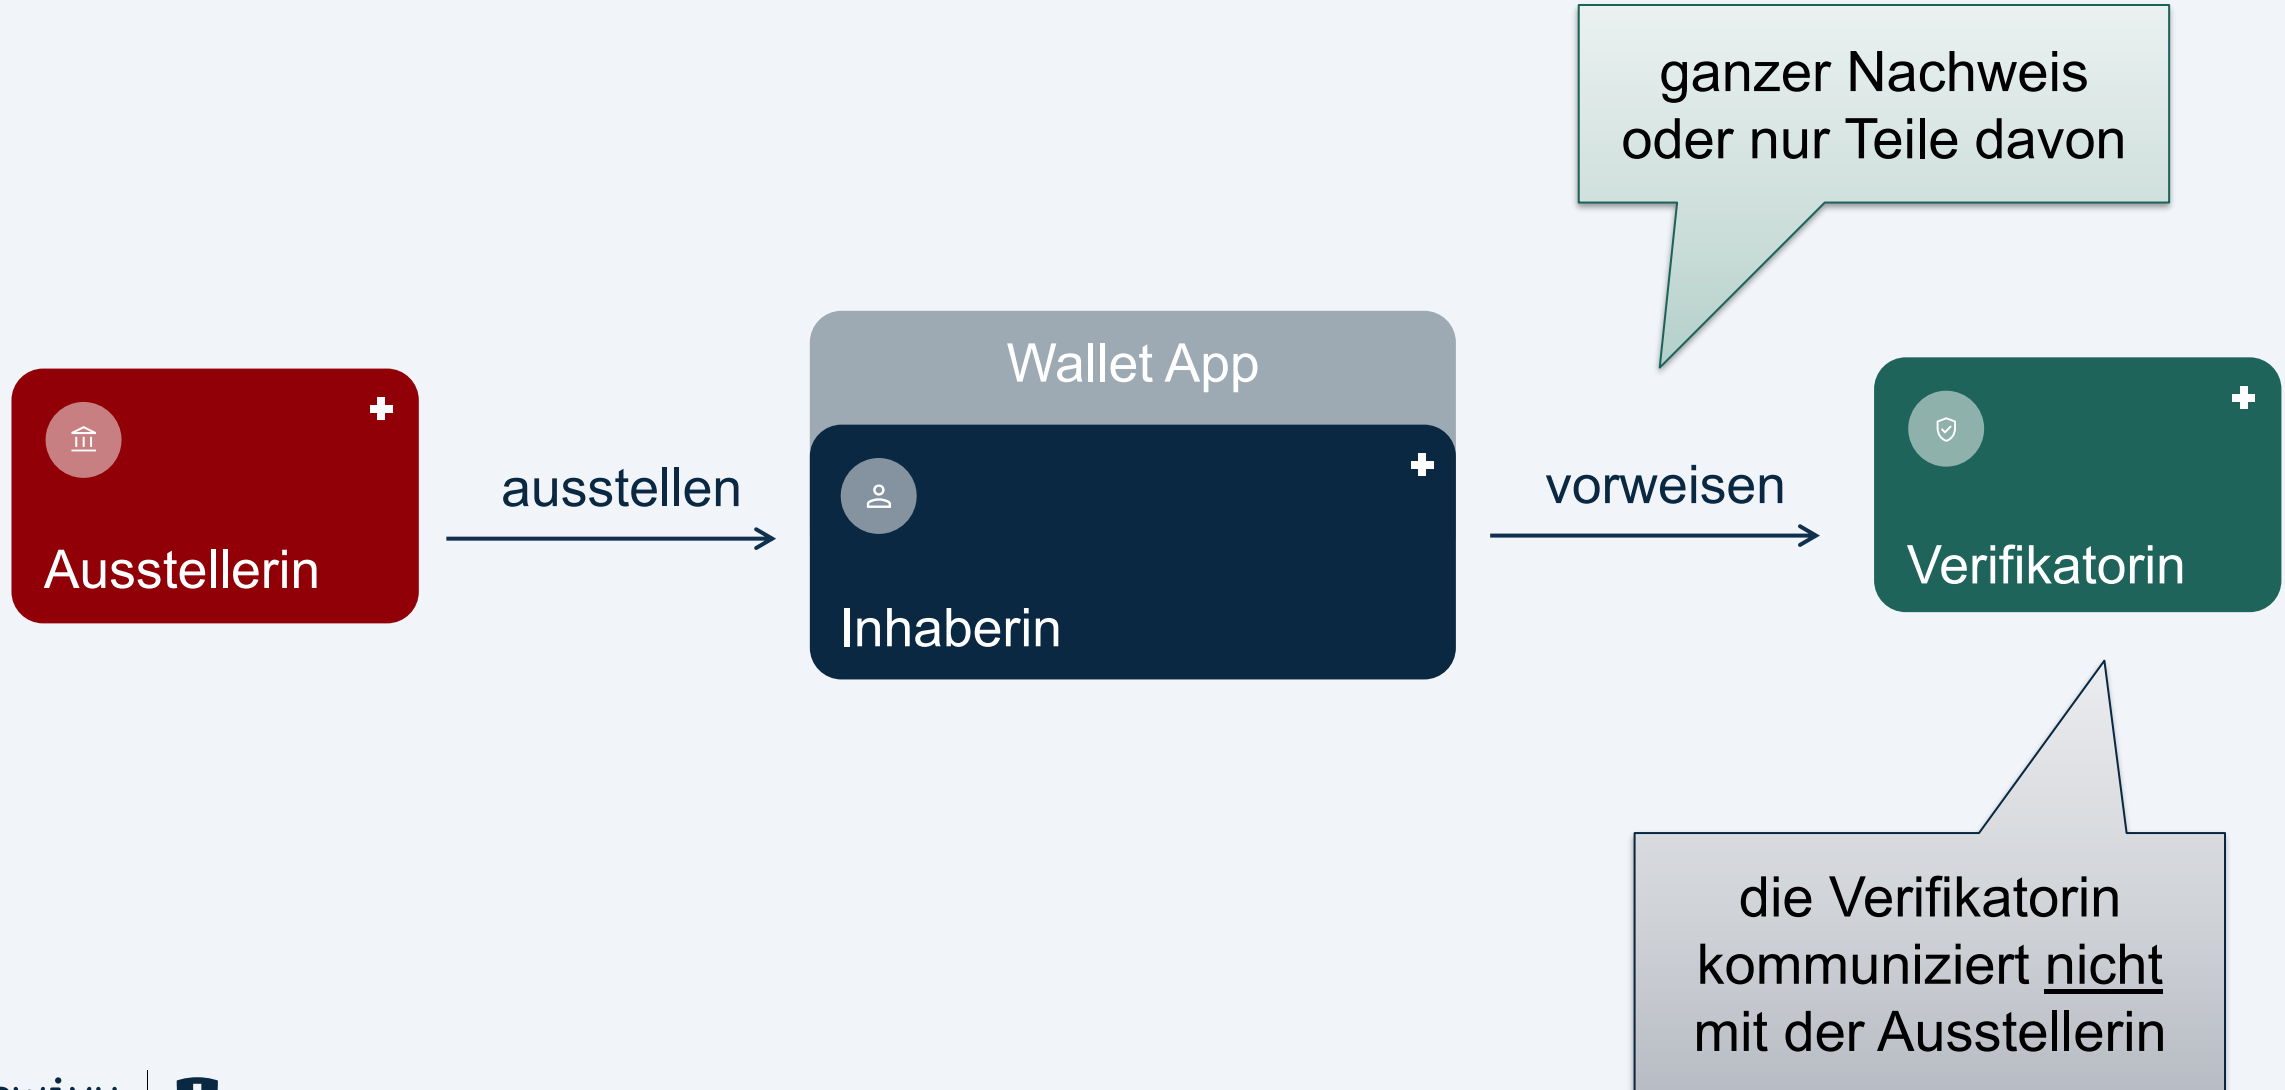 ganzer Nachweis
oder nur Teile davon
Wallet App
ausstellen
vorweisen
Ausstellerin
Inhaberin
Verifikatorin
die Verifikatorin
kommuniziert nicht
mit der Ausstellerin